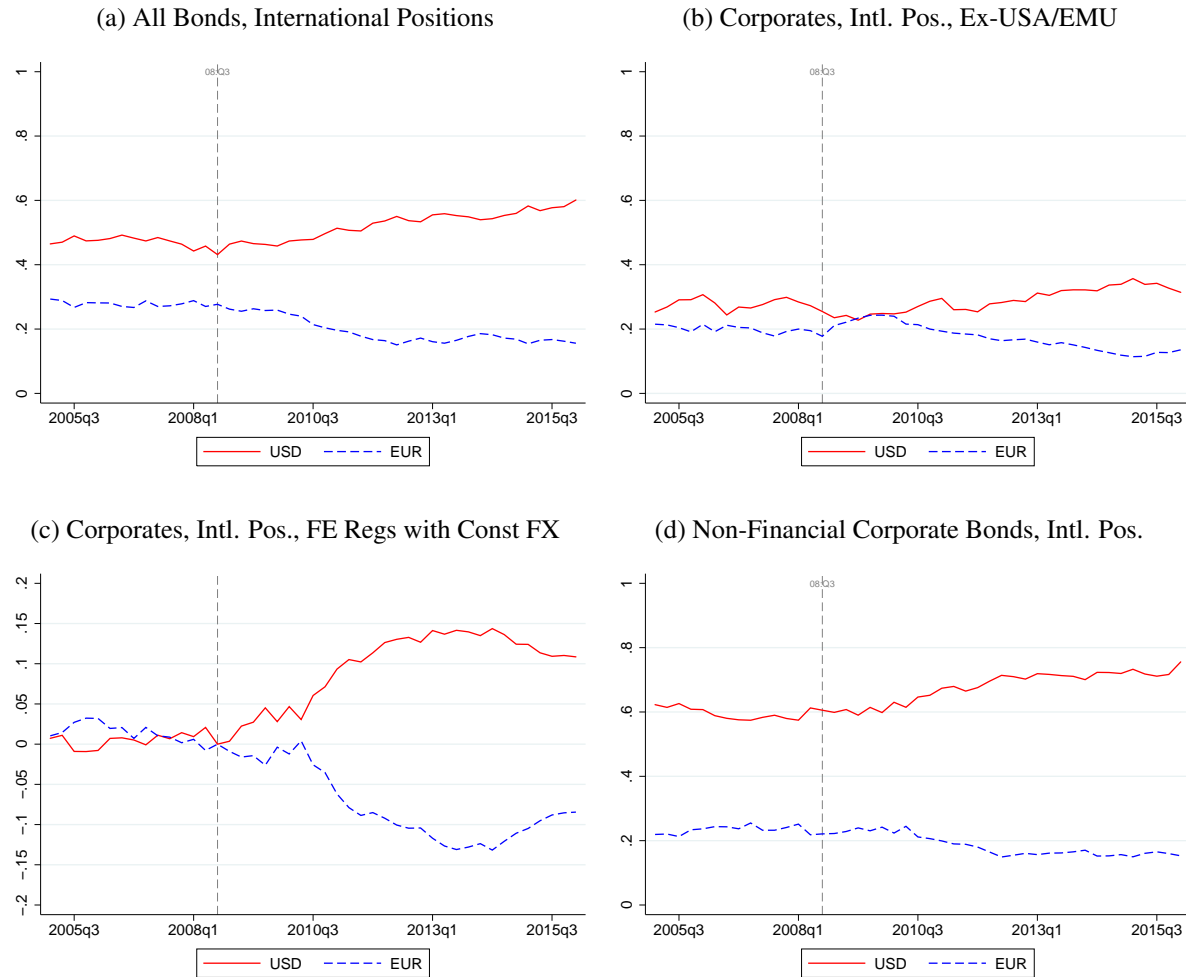 (a) All Bonds, International Positions
08:Q3
1
.8
.6
.4
.2
0
2005q3 2008q1 2010q3 2013q1 2015q3
USD EUR
(b) Corporates, Intl. Pos., Ex-USA/EMU
08:Q3
1
.8
.6
.4
.2
0
2005q3 2008q1 2010q3 2013q1 2015q3
USD EUR
(c) Corporates, Intl. Pos., FE Regs with Const FX
.2
.15
.1
.05
0
-.05
-.1
-.15
-.2
2005q3 2008q1 2010q3 2013q1 2015q3
USD EUR
(d) Non-Financial Corporate Bonds, Intl. Pos.
08:Q3
1
.8
.6
.4
.2
0
2005q3 2008q1 2010q3 2013q1 2015q3
USD EUR